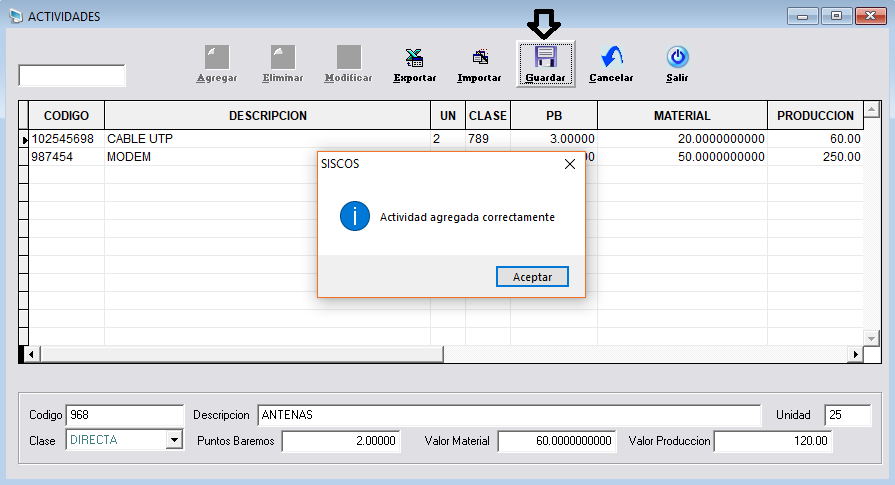 ACTIVIDADES
Agregar Eliminar Modificar Exportar Importar Guardar Cancelar Salir
CODIGO DESCRIPCION UN CLASE PB MATERIAL PRODUCCION
102545698 CABLE UTP 2 789 3.00000 20.0000000000 60.00
987454 MODEM 50.0000000000 250.00
SISCOS
Actividad agregada correctamente
Aceptar
Codigo 968 Descripcion ANTENAS Unidad 25
Clase DIRECTA Puntos Baremos 2.00000 Valor Material 60.0000000000 Valor Produccion 120.00